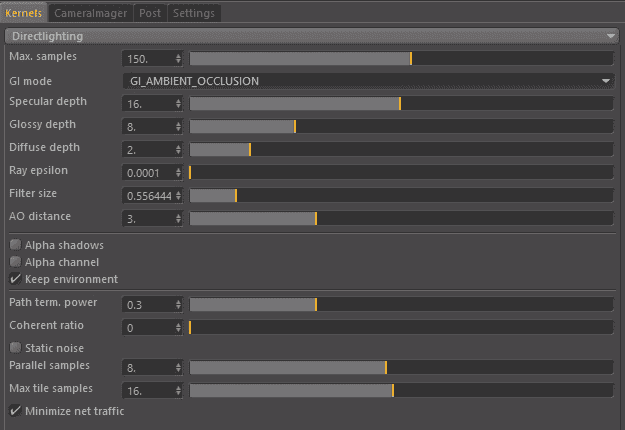 Kernels CameraImager Post Settings
Directlighting
Max. samples 150.
GI mode GI_AMBIENT_OCCLUSION
Specular depth 16.
Glossy depth 8.
Diffuse depth 2.
Ray epsilon 0.0001
Filter size 0.556444
AO distance 3.
Alpha shadows
Alpha channel
Keep environment
Path term. power 0.3
Coherent ratio 0
Static noise
Parallel samples 8.
Max tile samples 16.
Minimize net traffic